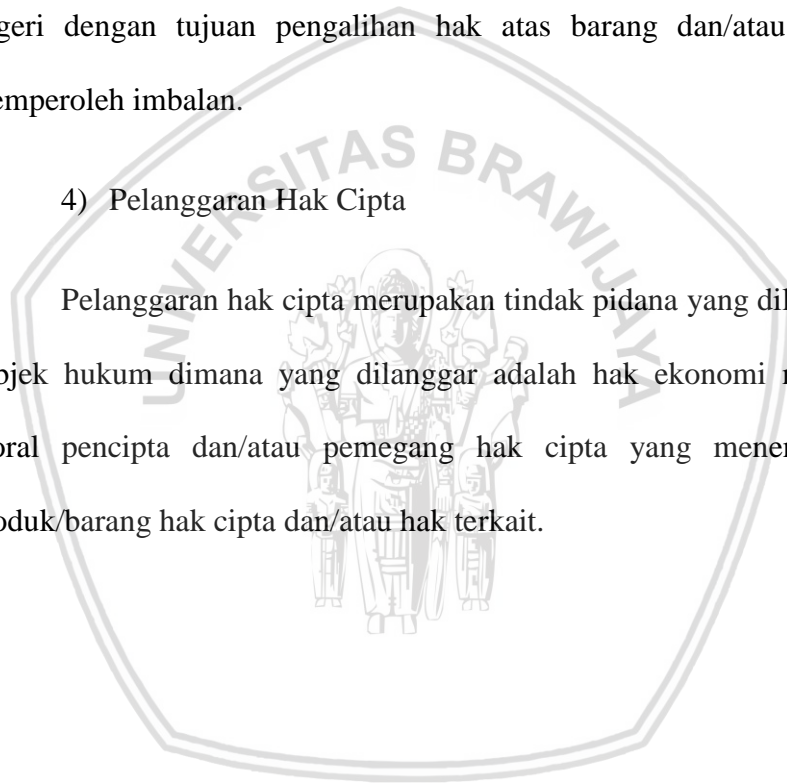 geri dengan tujuan pengalihan hak atas barang dan/atau
emperoleh imbalan.
UNIVERSITAS BRAWIJAYA
4) Pelanggaran Hak Cipta
Pelanggaran hak cipta merupakan tindak pidana yang dil
bjek hukum dimana yang dilanggar adalah hak ekonomi
oral pencipta dan/atau pemegang hak cipta yang mener
oduk/barang hak cipta dan/atau hak terkait.